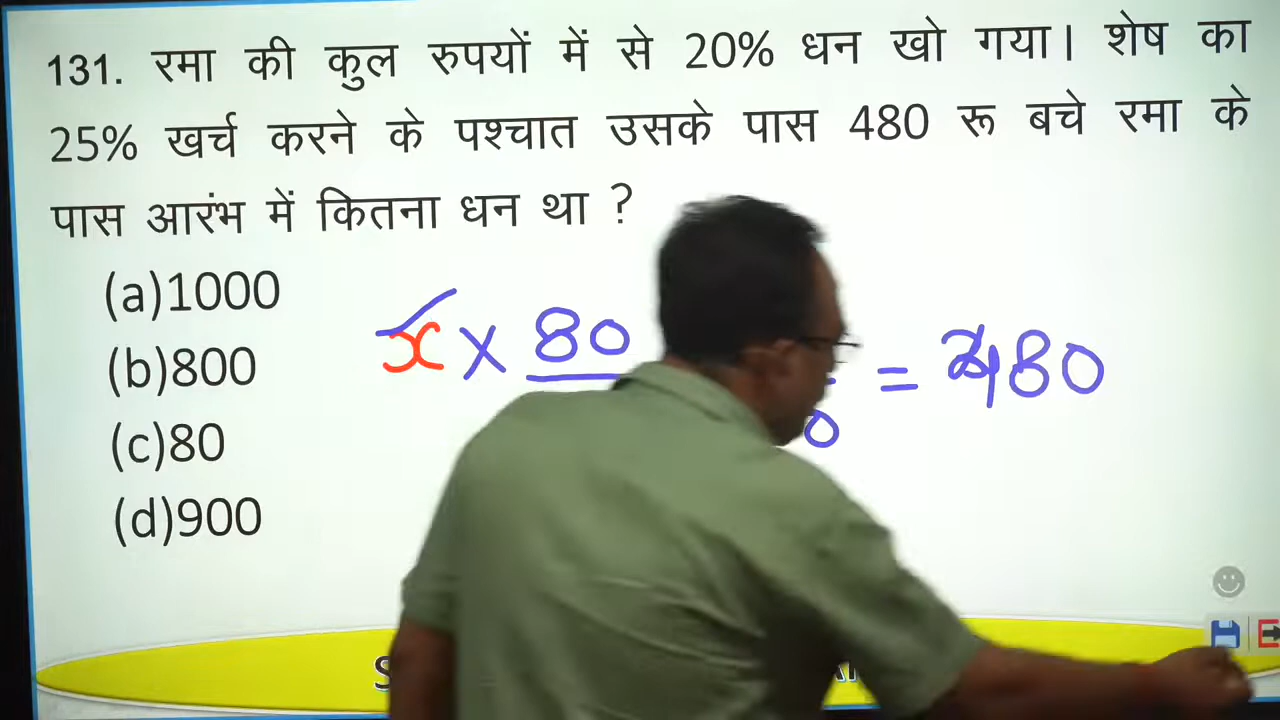 131. रमा की कुल रुपयों में से 20% धन खो गया। शेष का
25% खर्च करने के पश्चात उसके पास 480 रू बचे रमा के
पास आरंभ में कितना धन था ?
(a)1000
(b)800
(c)80
(d)900
x × 80 = 480
0